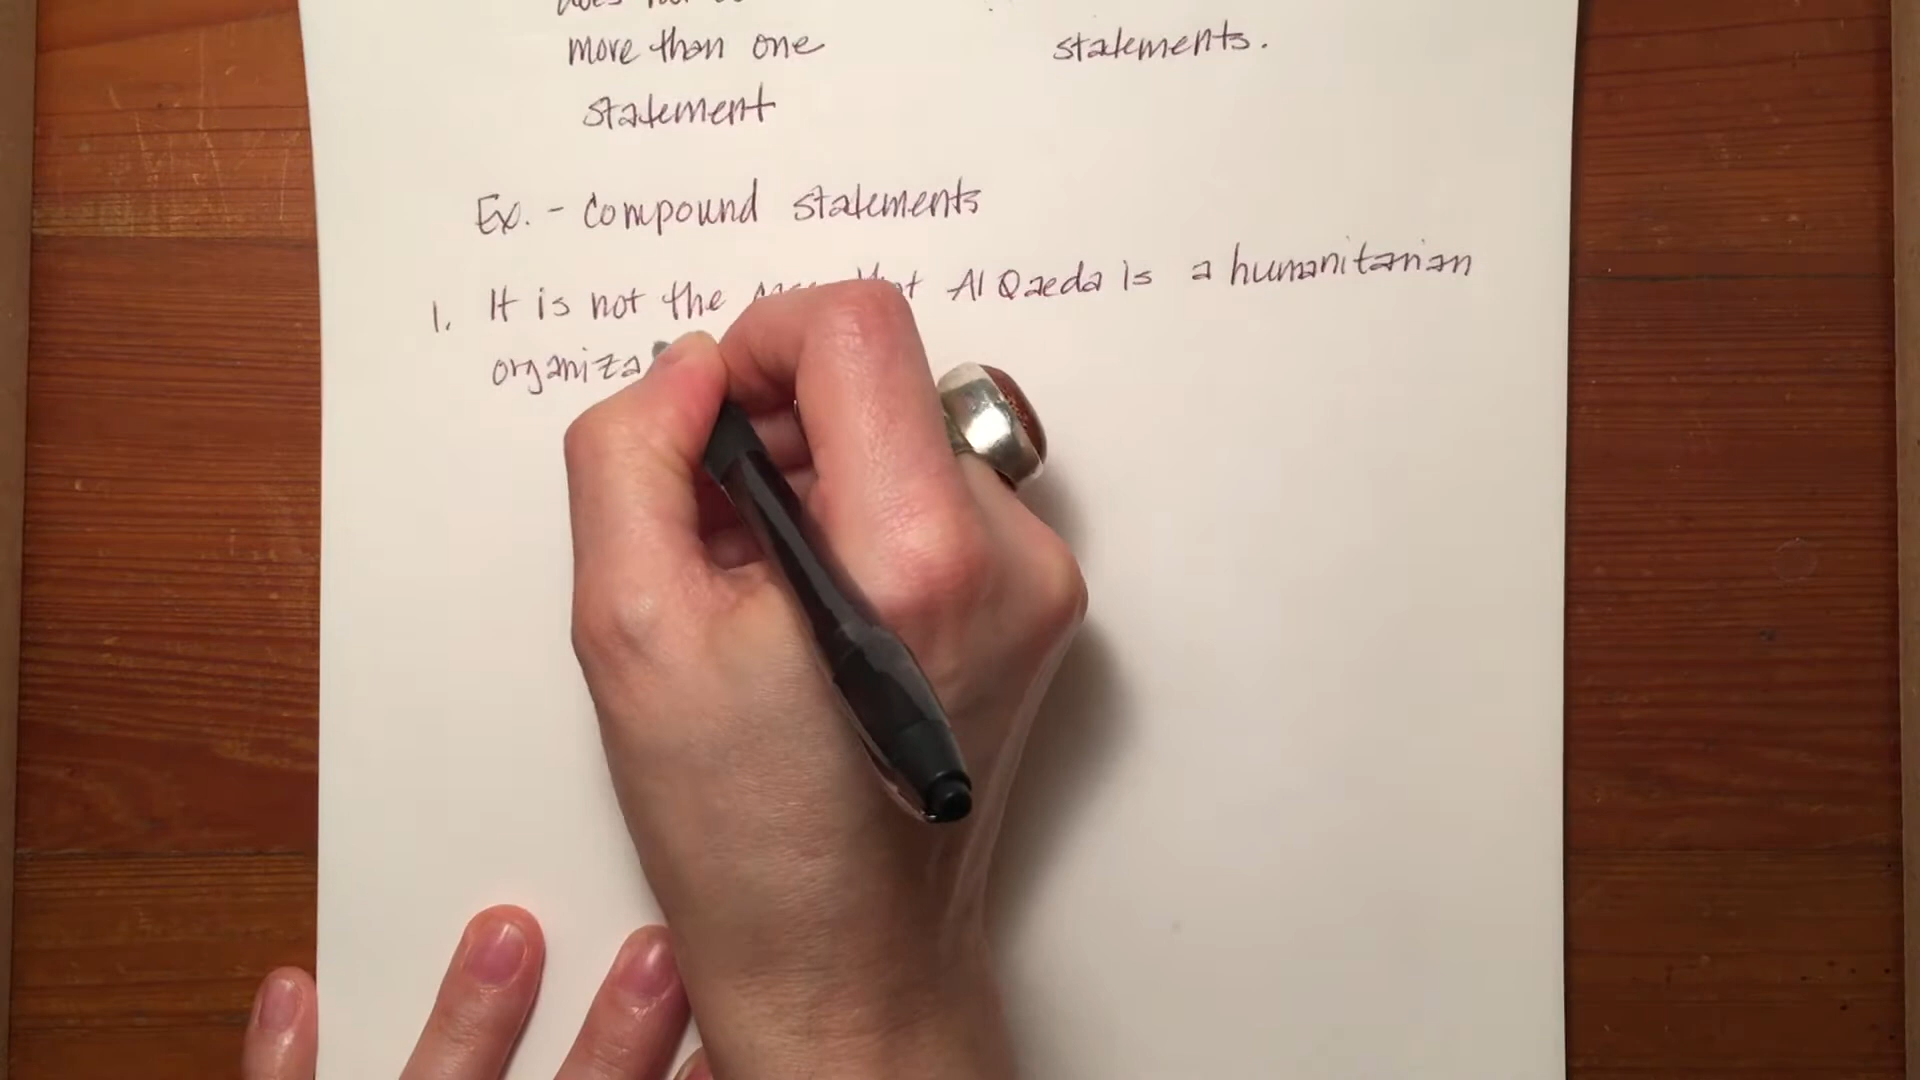 more than one
statements.
statement
Ex. - Compound statements
1. It is not the Al Qaeda is a humanitarian
organiza